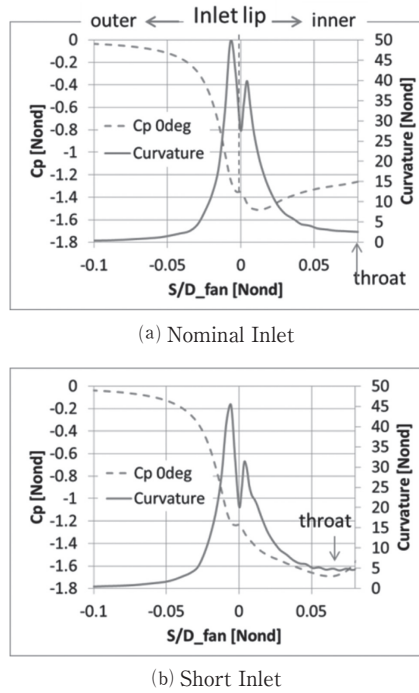 outer ← Inlet lip → inner
0 50
-0.2 45
-0.4 40
-0.6 35
-0.8 30
-1 25
-1.2 20
-1.4 15
-1.6 10
-1.8 5
0
Cp [Nond]
Cp 0deg
Curvature
Curvature [Nond]
-0.1 -0.05 0 0.05
S/D_fan [Nond]
throat
(a) Nominal Inlet
0 50
-0.2 45
-0.4 40
-0.6 35
-0.8 30
-1 25
-1.2 20
-1.4 15
-1.6 10
-1.8 5
0
Cp [Nond]
Cp 0deg
Curvature
throat
Curvature [Nond]
-0.1 -0.05 0 0.05
S/D_fan [Nond]
(b) Short Inlet